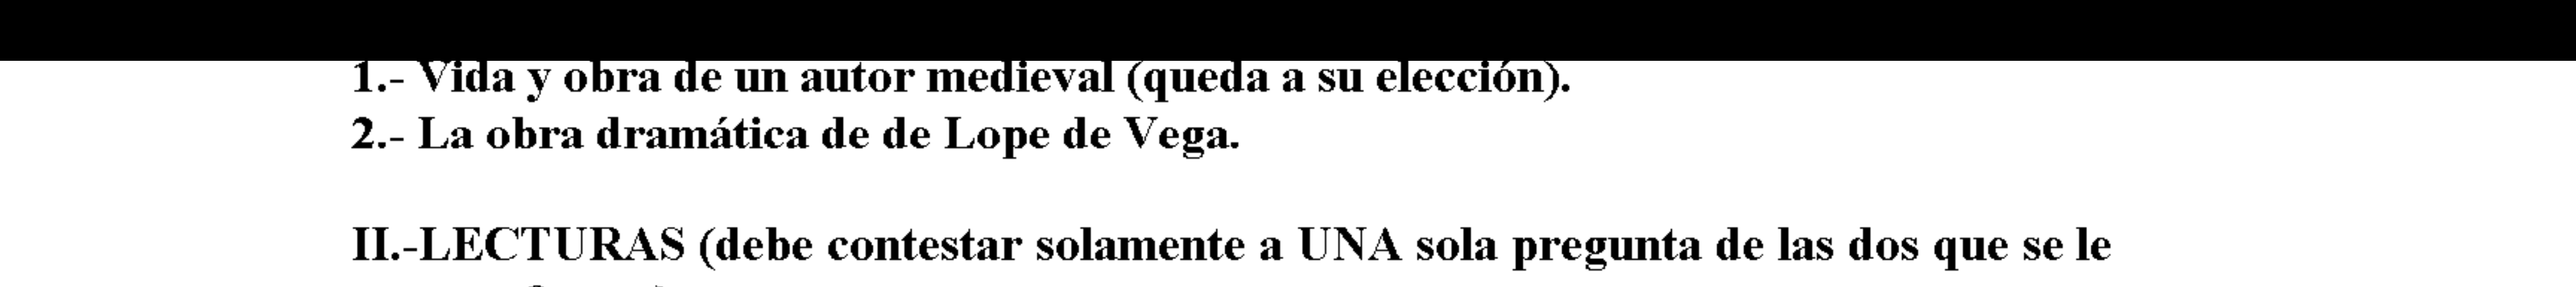 1.- Vida y obra de un autor medieval (queda a su elección).
2.- La obra dramática de de Lope de Vega.
II.-LECTURAS (debe contestar solamente a UNA sola pregunta de las dos que se le